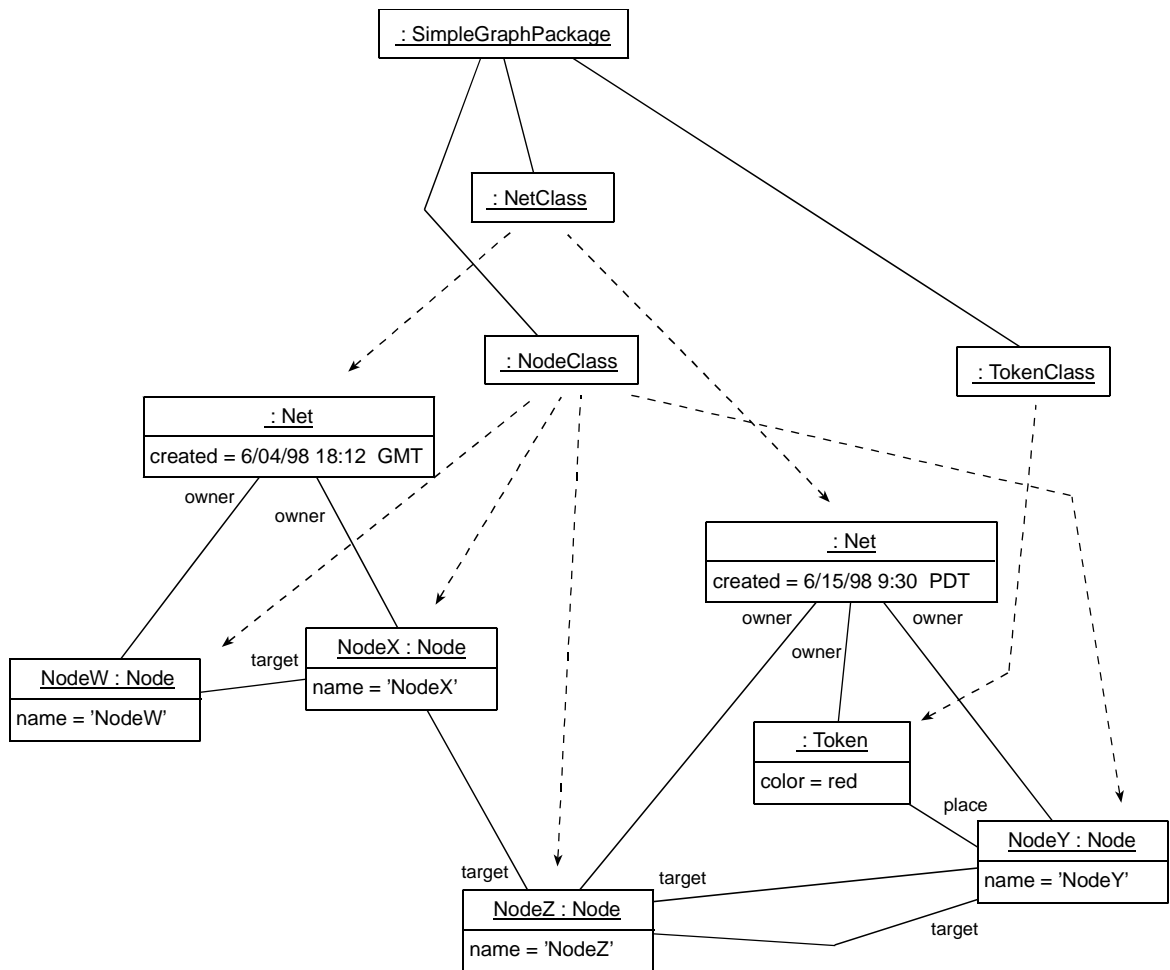 : SimpleGraphPackage
: NetClass
: NodeClass
: TokenClass
: Net
created = 6/04/98 18:12 GMT
owner
owner
: Net
created = 6/15/98 9:30 PDT
owner
owner
owner
NodeX : Node
name = ’NodeX’
target
NodeW : Node
name = ’NodeW’
: Token
color = red
place
NodeY : Node
name = ’NodeY’
target
target
NodeZ : Node
name = ’NodeZ’
target